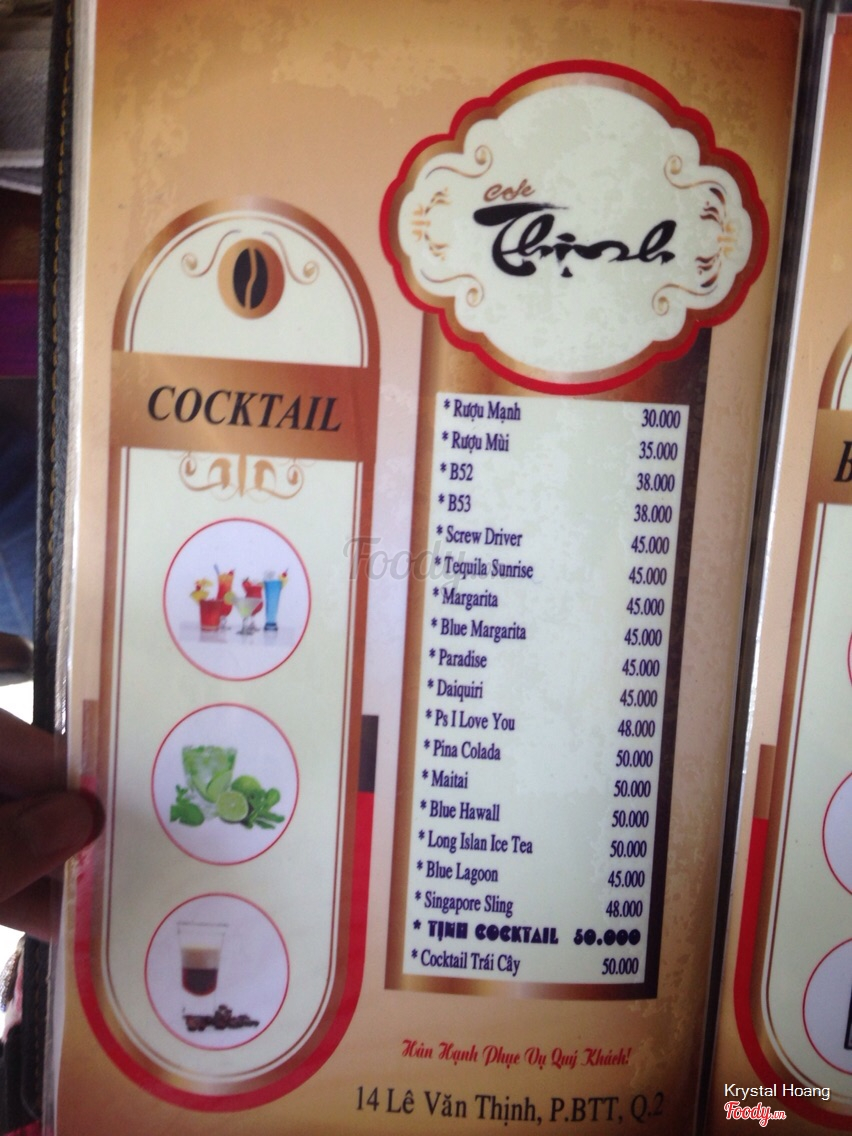 Cafe
Thịnh
COCKTAIL
* Rượu Mạnh 30.000
* Rượu Mùi 35.000
* B52 38.000
* B53 38.000
* Screw Driver 45.000
* Tequila Sunrise 45.000
* Margarita 45.000
* Blue Margarita 45.000
* Paradise 45.000
* Daiquiri 45.000
* Ps I Love You 48.000
* Pina Colada 50.000
* Maitai 50.000
* Blue Hawall 50.000
* Long Islan Ice Tea 50.000
* Blue Lagoon 45.000
* Singapore Sling 48.000
* TỊNH COCKTAIL 50.000
* Cocktail Trái Cây 50.000
Hân Hạnh Phục Vụ Quý Khách!
14 Lê Văn Thịnh, P.BTT, Q.2
B
Foody
Krystal Hoang
Foody.vn